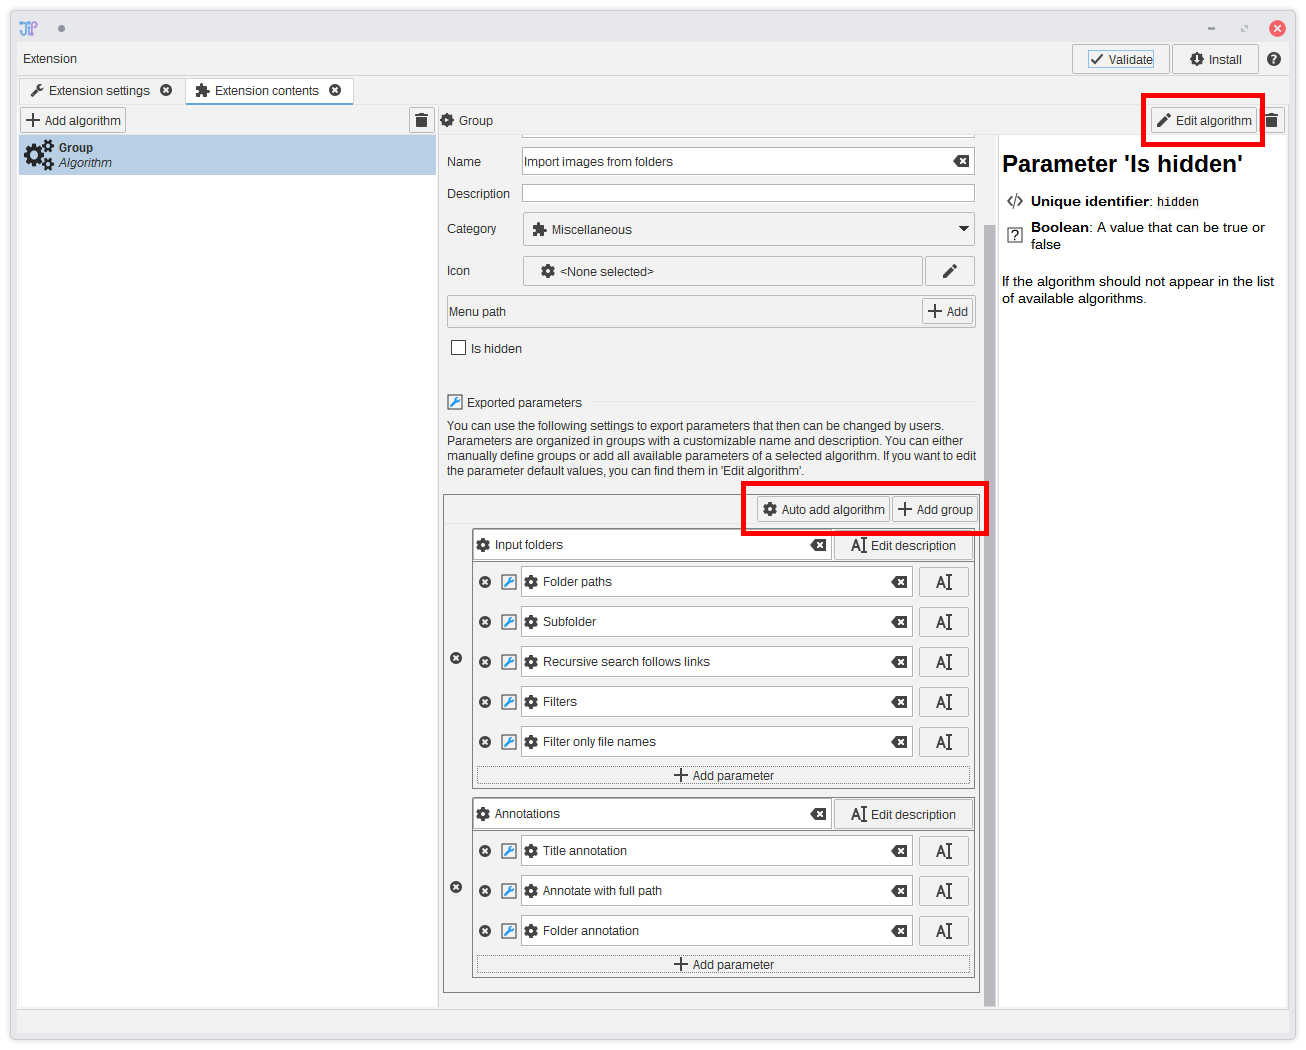 JIP
Extension
Validate
Install
Extension settings
Extension contents
Add algorithm
Group
Edit algorithm
Group
Algorithm
Name
Import images from folders
Description
Category
Miscellaneous
Icon
<None selected>
Menu path
Add
Is hidden
Exported parameters
You can use the following settings to export parameters that then can be changed by users.
Parameters are organized in groups with a customizable name and description. You can either
manually define groups or add all available parameters of a selected algorithm. If you want to edit
the parameter default values, you can find them in 'Edit algorithm'.
Auto add algorithm
Add group
Input folders
Edit description
Folder paths
Subfolder
Recursive search follows links
Filters
Filter only file names
Add parameter
Annotations
Edit description
Title annotation
Annotate with full path
Folder annotation
Add parameter
Parameter 'Is hidden'
Unique identifier: hidden
Boolean: A value that can be true or
false
If the algorithm should not appear in the list
of available algorithms.